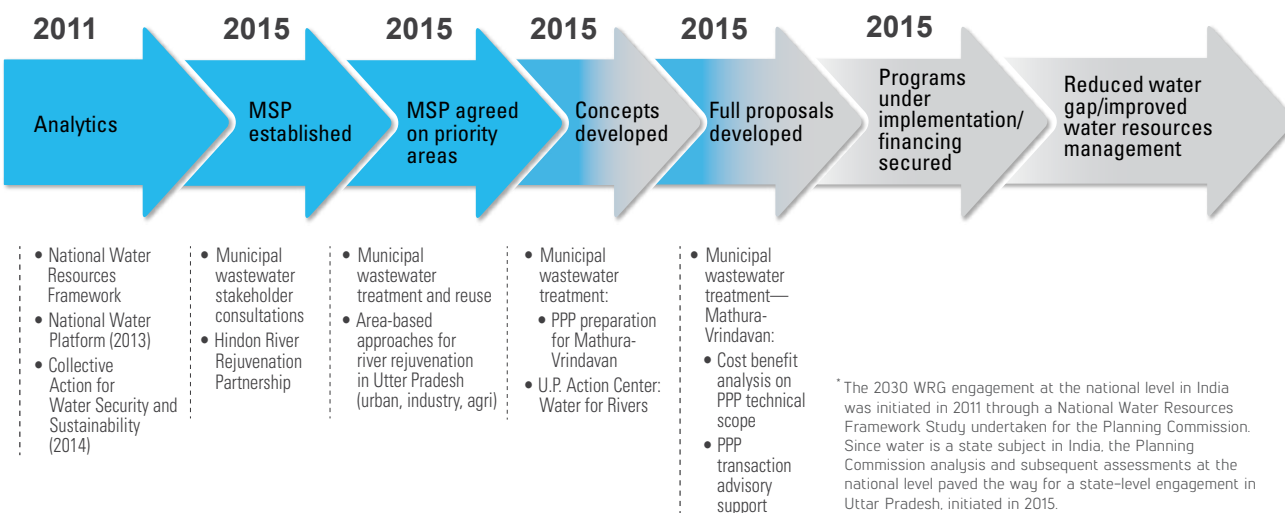 2011
2015
2015
2015
2015
2015
Analytics
MSP
established
MSP agreed
on priority
areas
Concepts
developed
Full proposals
developed
Programs
under
implementation/
financing
secured
Reduced water
gap/improved
water resources
management
• National Water
Resources
Framework
• National Water
Platform (2013)
• Collective
Action for
Water Security and
Sustainability
(2014)
• Municipal
wastewater
stakeholder
consultations
• Hindon River
Rejuvenation
Partnership
• Municipal
wastewater
treatment and reuse
• Area-based
approaches for
river rejuvenation
in Utter Pradesh
(urban, industry, agri)
• Municipal
wastewater
treatment:
• PPP preparation
for Mathura-
Vrindavan
• U.P. Action Center:
Water for Rivers
• Municipal
wastewater
treatment—
Mathura-
Vrindavan:
• Cost benefit
analysis on
PPP technical
scope
• PPP
transaction
advisory
support
* The 2030 WRG engagement at the national level in India
was initiated in 2011 through a National Water Resources
Framework Study undertaken for the Planning Commission.
Since water is a state subject in India, the Planning
Commission analysis and subsequent assessments at the
national level paved the way for a state-level engagement in
Uttar Pradesh, initiated in 2015.